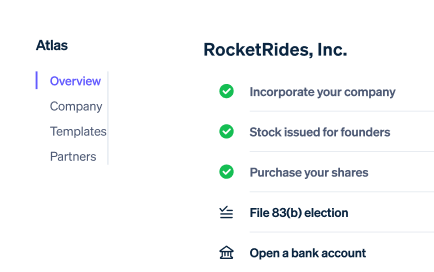 Atlas
Overview
Company
Templates
Partners
RocketRides, Inc.
Incorporate your company
Stock issued for founders
Purchase your shares
File 83(b) election
Open a bank account